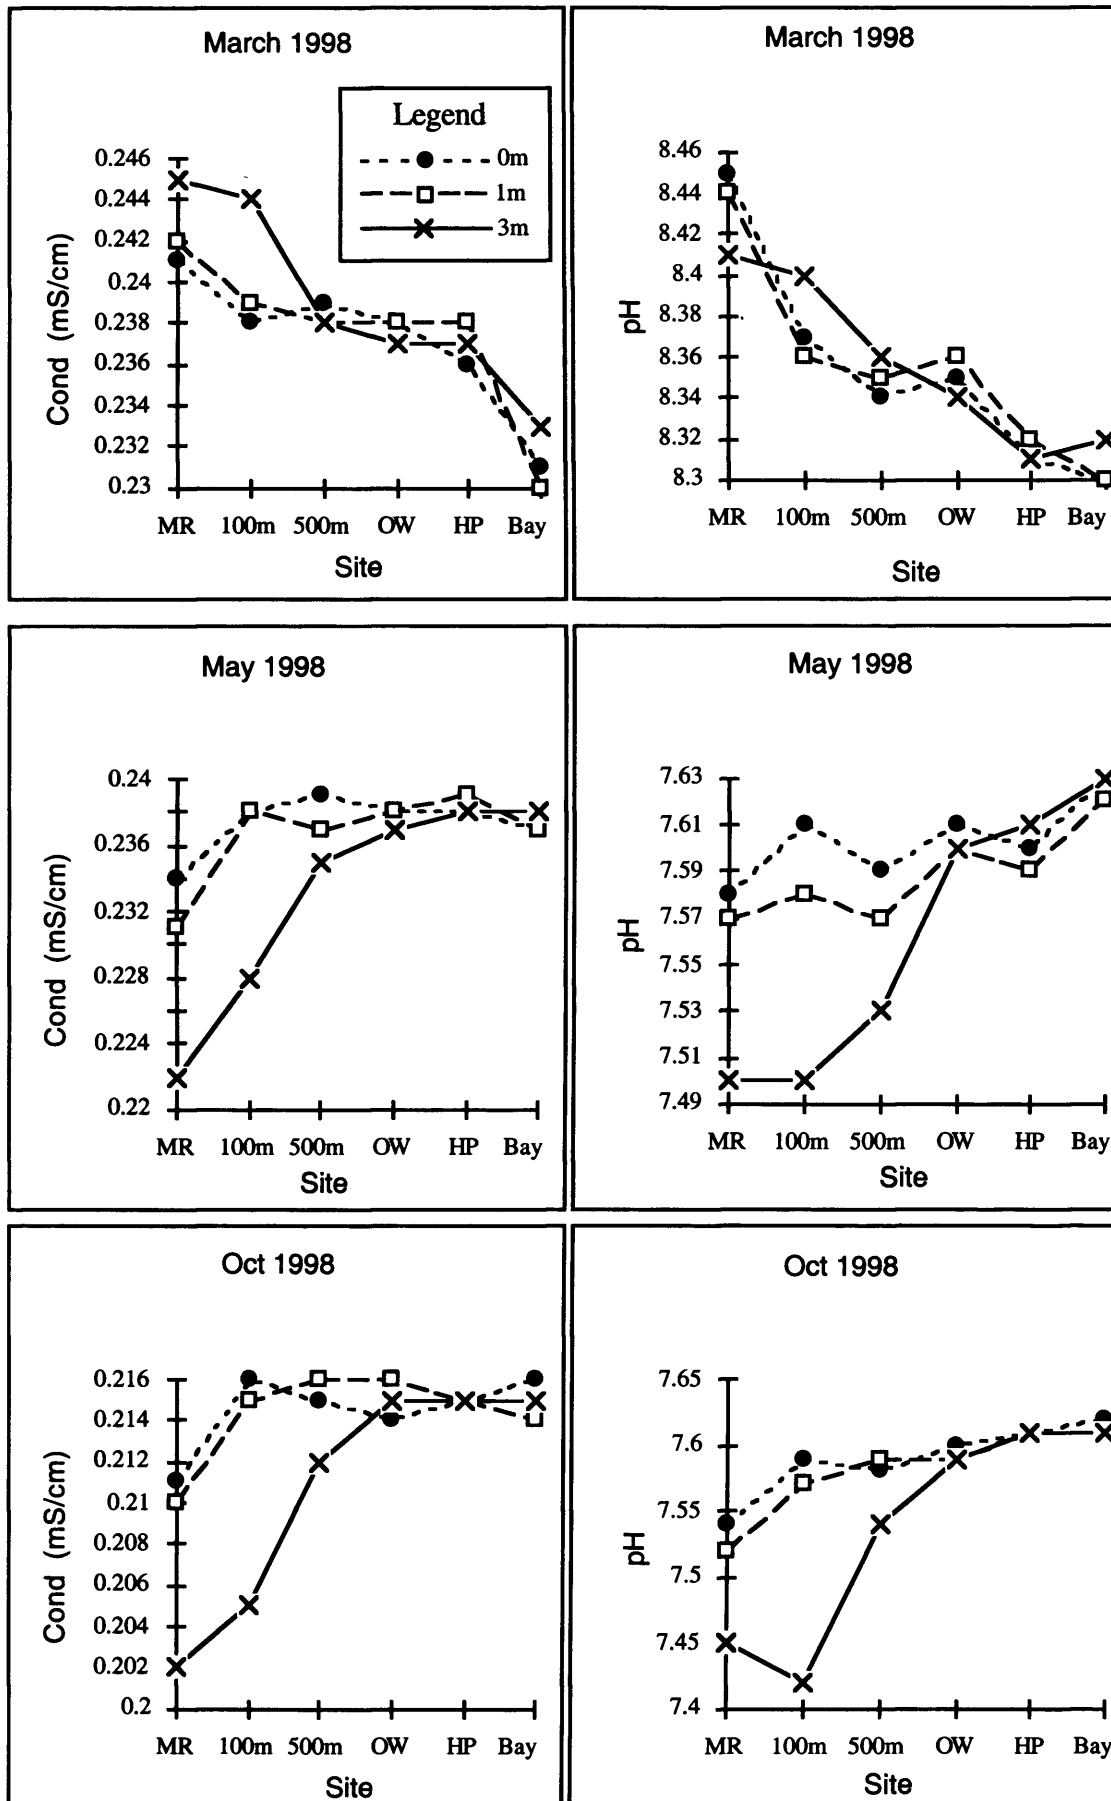 March 1998
Legend
0m
1m
3m
0.246
0.244
0.242
0.24
0.238
0.236
0.234
0.232
0.23
Cond (mS/cm)
MR 100m 500m OW HP Bay
Site
March 1998
8.46
8.44
8.42
8.4
8.38
8.36
8.34
8.32
8.3
pH
MR 100m 500m OW HP Bay
Site
May 1998
0.24
0.236
0.232
0.228
0.224
0.22
Cond (mS/cm)
MR 100m 500m OW HP Bay
Site
May 1998
7.63
7.61
7.59
7.57
7.55
7.53
7.51
7.49
pH
MR 100m 500m OW HP Bay
Site
Oct 1998
0.216
0.214
0.212
0.21
0.208
0.206
0.204
0.202
0.2
Cond (mS/cm)
MR 100m 500m OW HP Bay
Site
Oct 1998
7.65
7.6
7.55
7.5
7.45
7.4
pH
MR 100m 500m OW HP Bay
Site